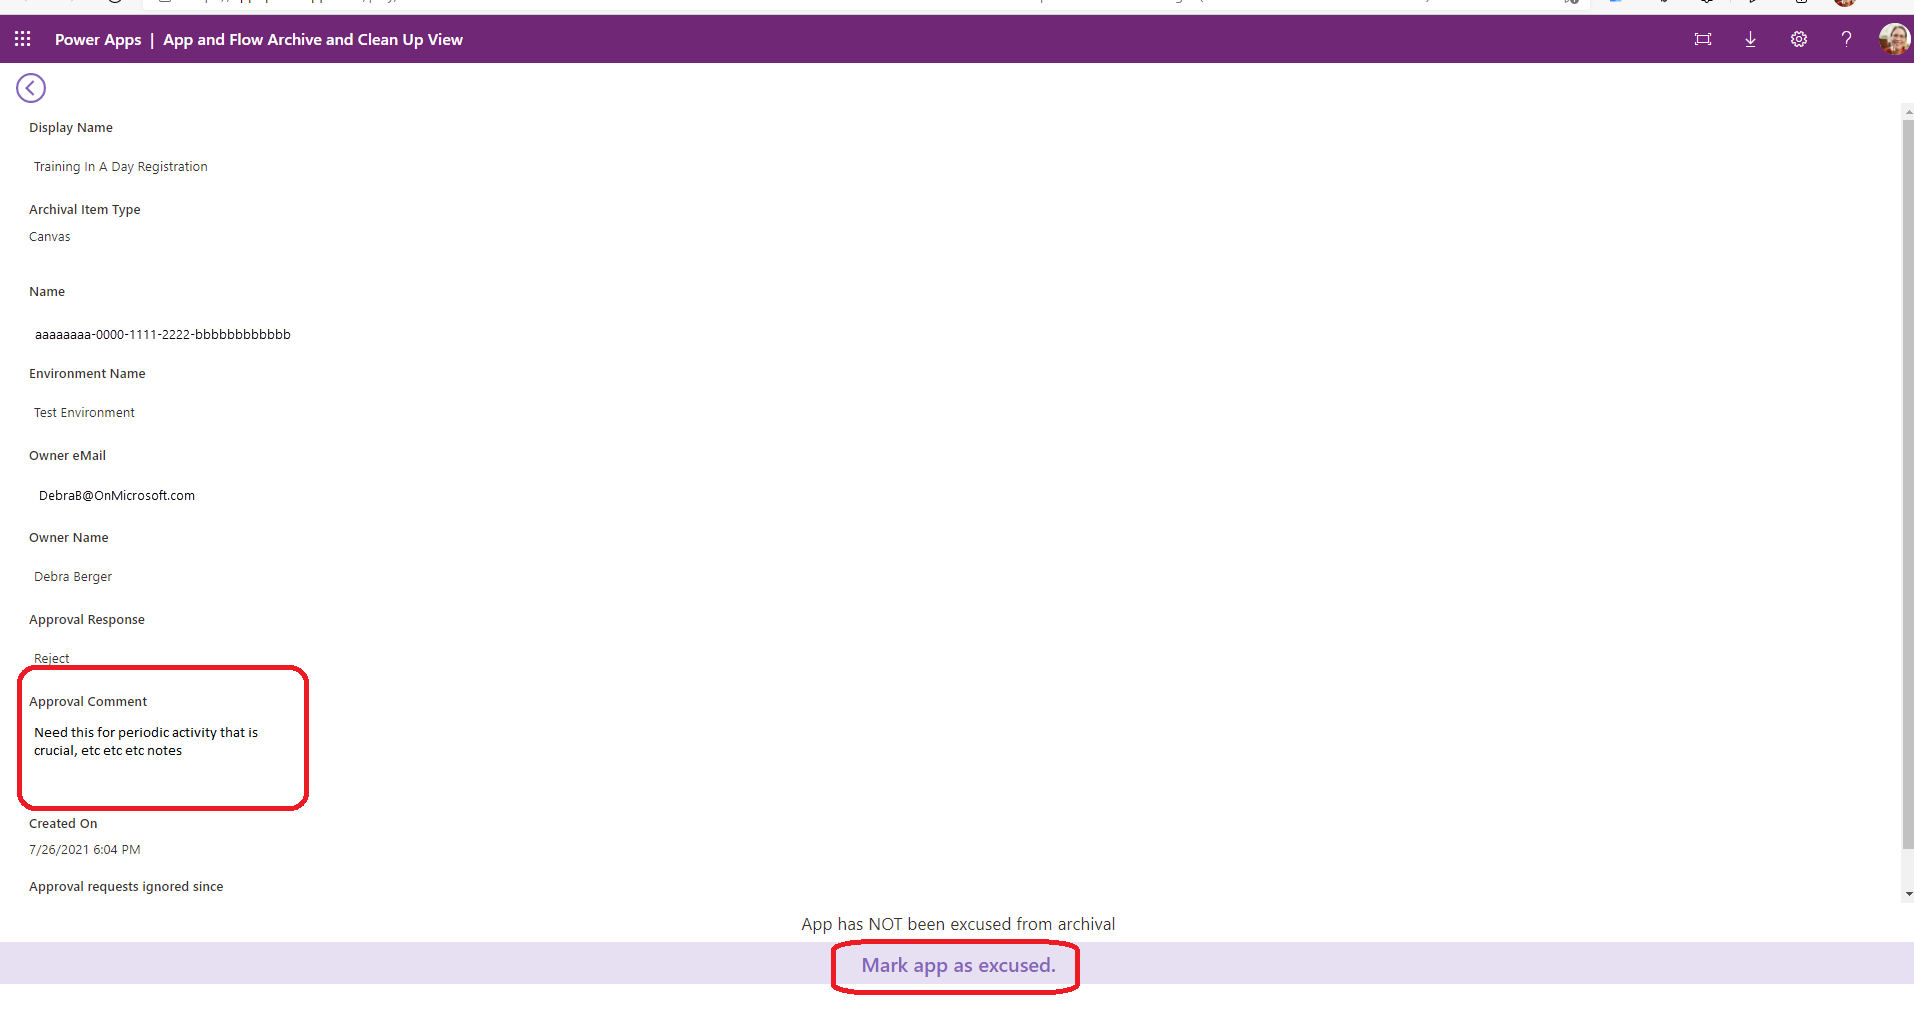 Power Apps | App and Flow Archive and Clean Up View
?
Display Name
Training In A Day Registration
Archival Item Type
Canvas
Name
aaaaaaaa-0000-1111-2222-bbbbbbbbbbbb
Environment Name
Test Environment
Owner eMail
DebraB@OnMicrosoft.com
Owner Name
Debra Berger
Approval Response
Reject
Approval Comment
Need this for periodic activity that is
crucial, etc etc etc notes
Created On
7/26/2021 6:04 PM
Approval requests ignored since
App has NOT been excused from archival
Mark app as excused.